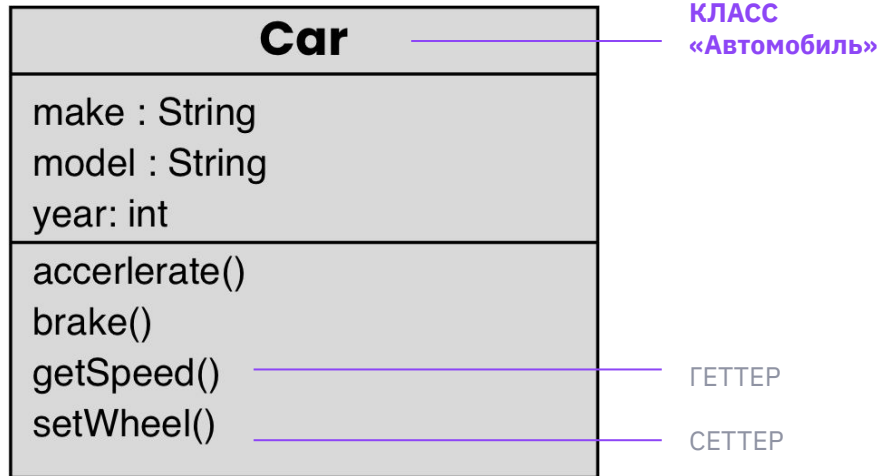 Car
КЛАСС
«Автомобиль»
make : String
model : String
year: int
accerlerate()
brake()
getSpeed()
ГЕТТЕР
setWheel()
СЕТТЕР